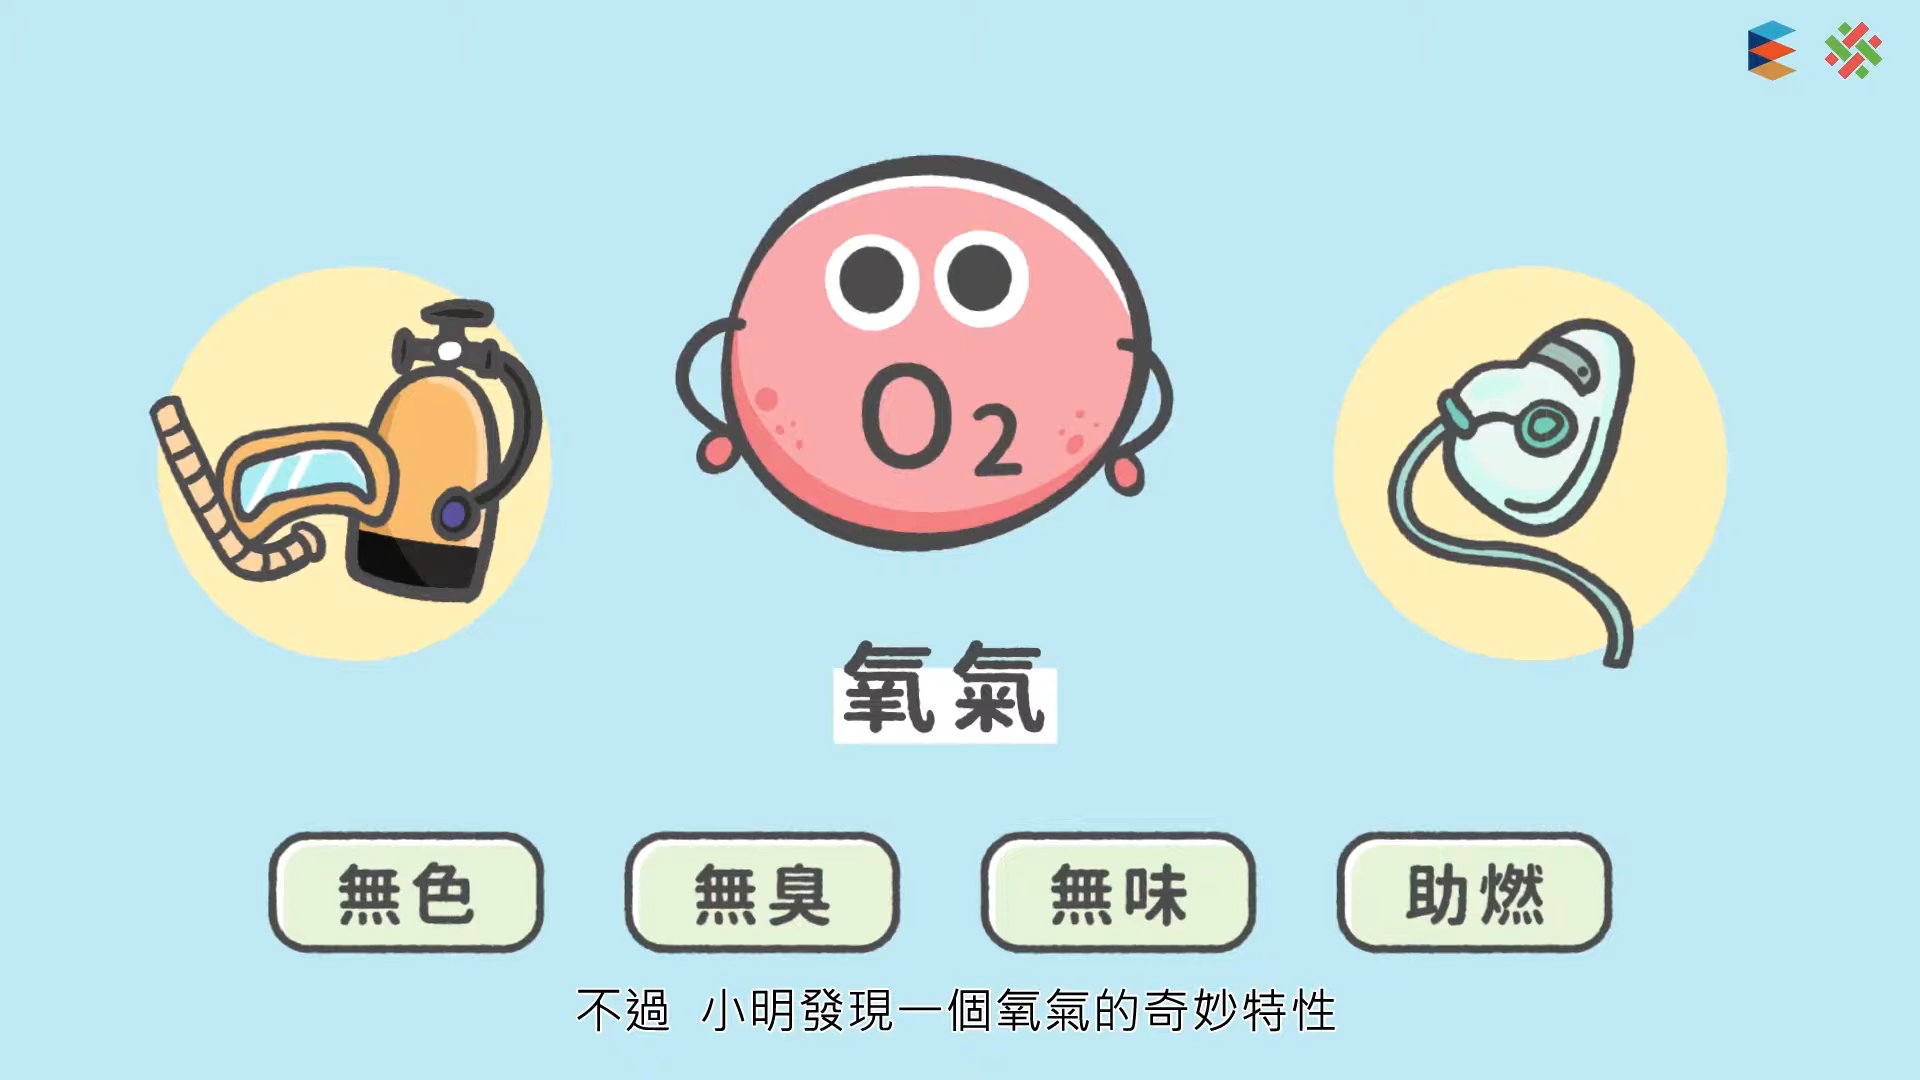 O2
氧氣
無色
無臭
無味
助燃
不過 小明發現一個氧氣的奇妙特性